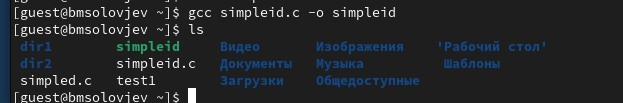 [guest@bmsolovjev ~]$ gcc simpleid.c -o simpleid
[guest@bmsolovjev ~]$ ls
dir1 simpleid Видео Изображения 'Рабочий стол'
dir2 simpleid.c Документы Музыка Шаблоны
simpled.c test1 Загрузки Общедоступные
[guest@bmsolovjev ~]$